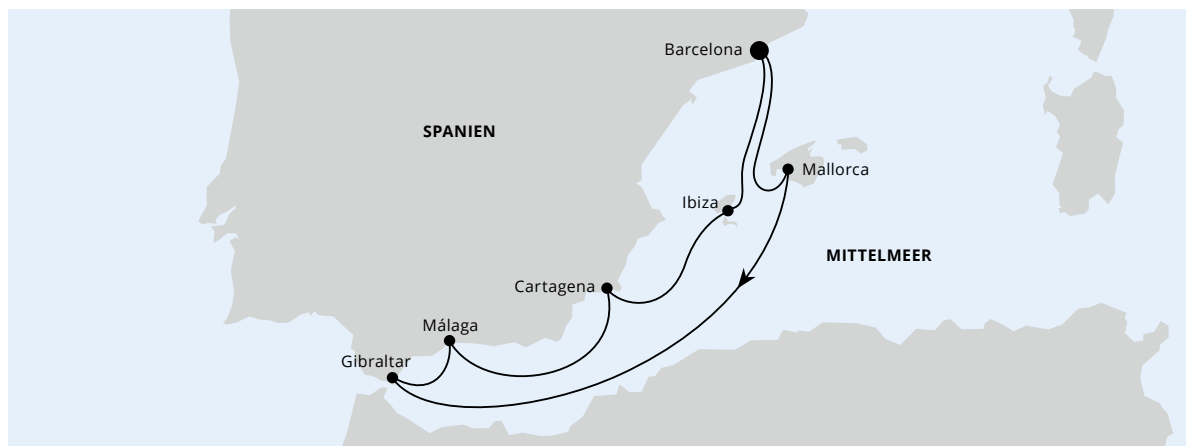 Barcelona
SPANIEN
Mallorca
Ibiza
MITTELMEER
Cartagena
Málaga
Gibraltar